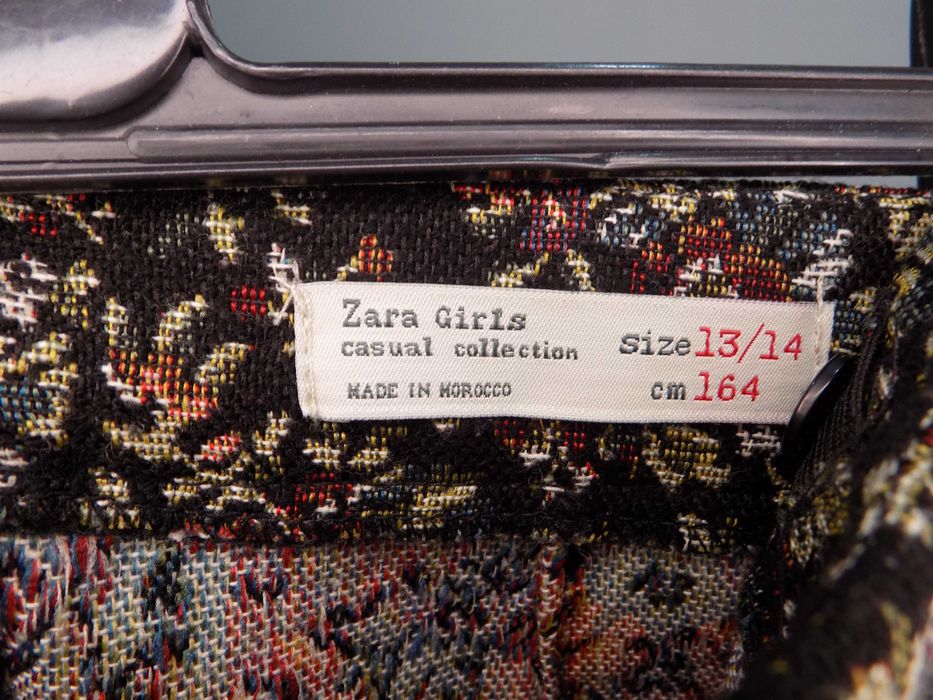 Zara Girls
casual collection
MADE IN MOROCCO
Size 13/14
cm 164